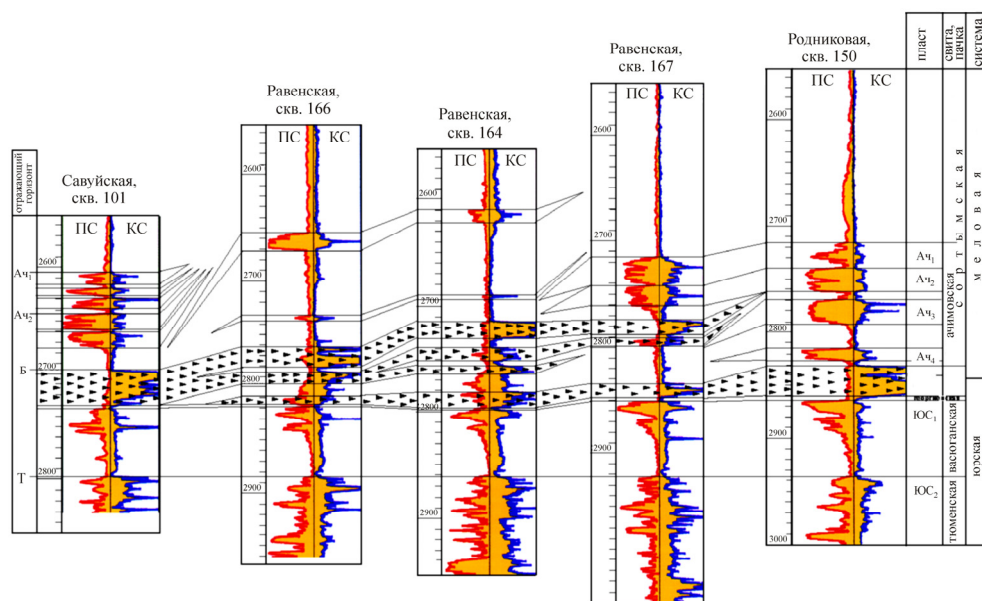 Савуйская,
скв. 101
Равенская,
скв. 166
Равенская,
скв. 164
Равенская,
скв. 167
Родниковая,
скв. 150
отражающий
горизонт
ПС КС
ПС КС
ПС КС
ПС КС
ПС КС
пласт
свита,
пачка
система
Ач₁
Ач₂
Б
Т
2600
2700
2800
2600
2700
2800
2900
2600
2700
2800
2900
2600
2700
2800
2900
2600
2700
2800
2900
3000
Ач₁
Ач₂
Ач₃
Ач₄
ЮС₁
ЮС₂
ачимовская
сортымская
васюганская
тюменская
меловая
юрская